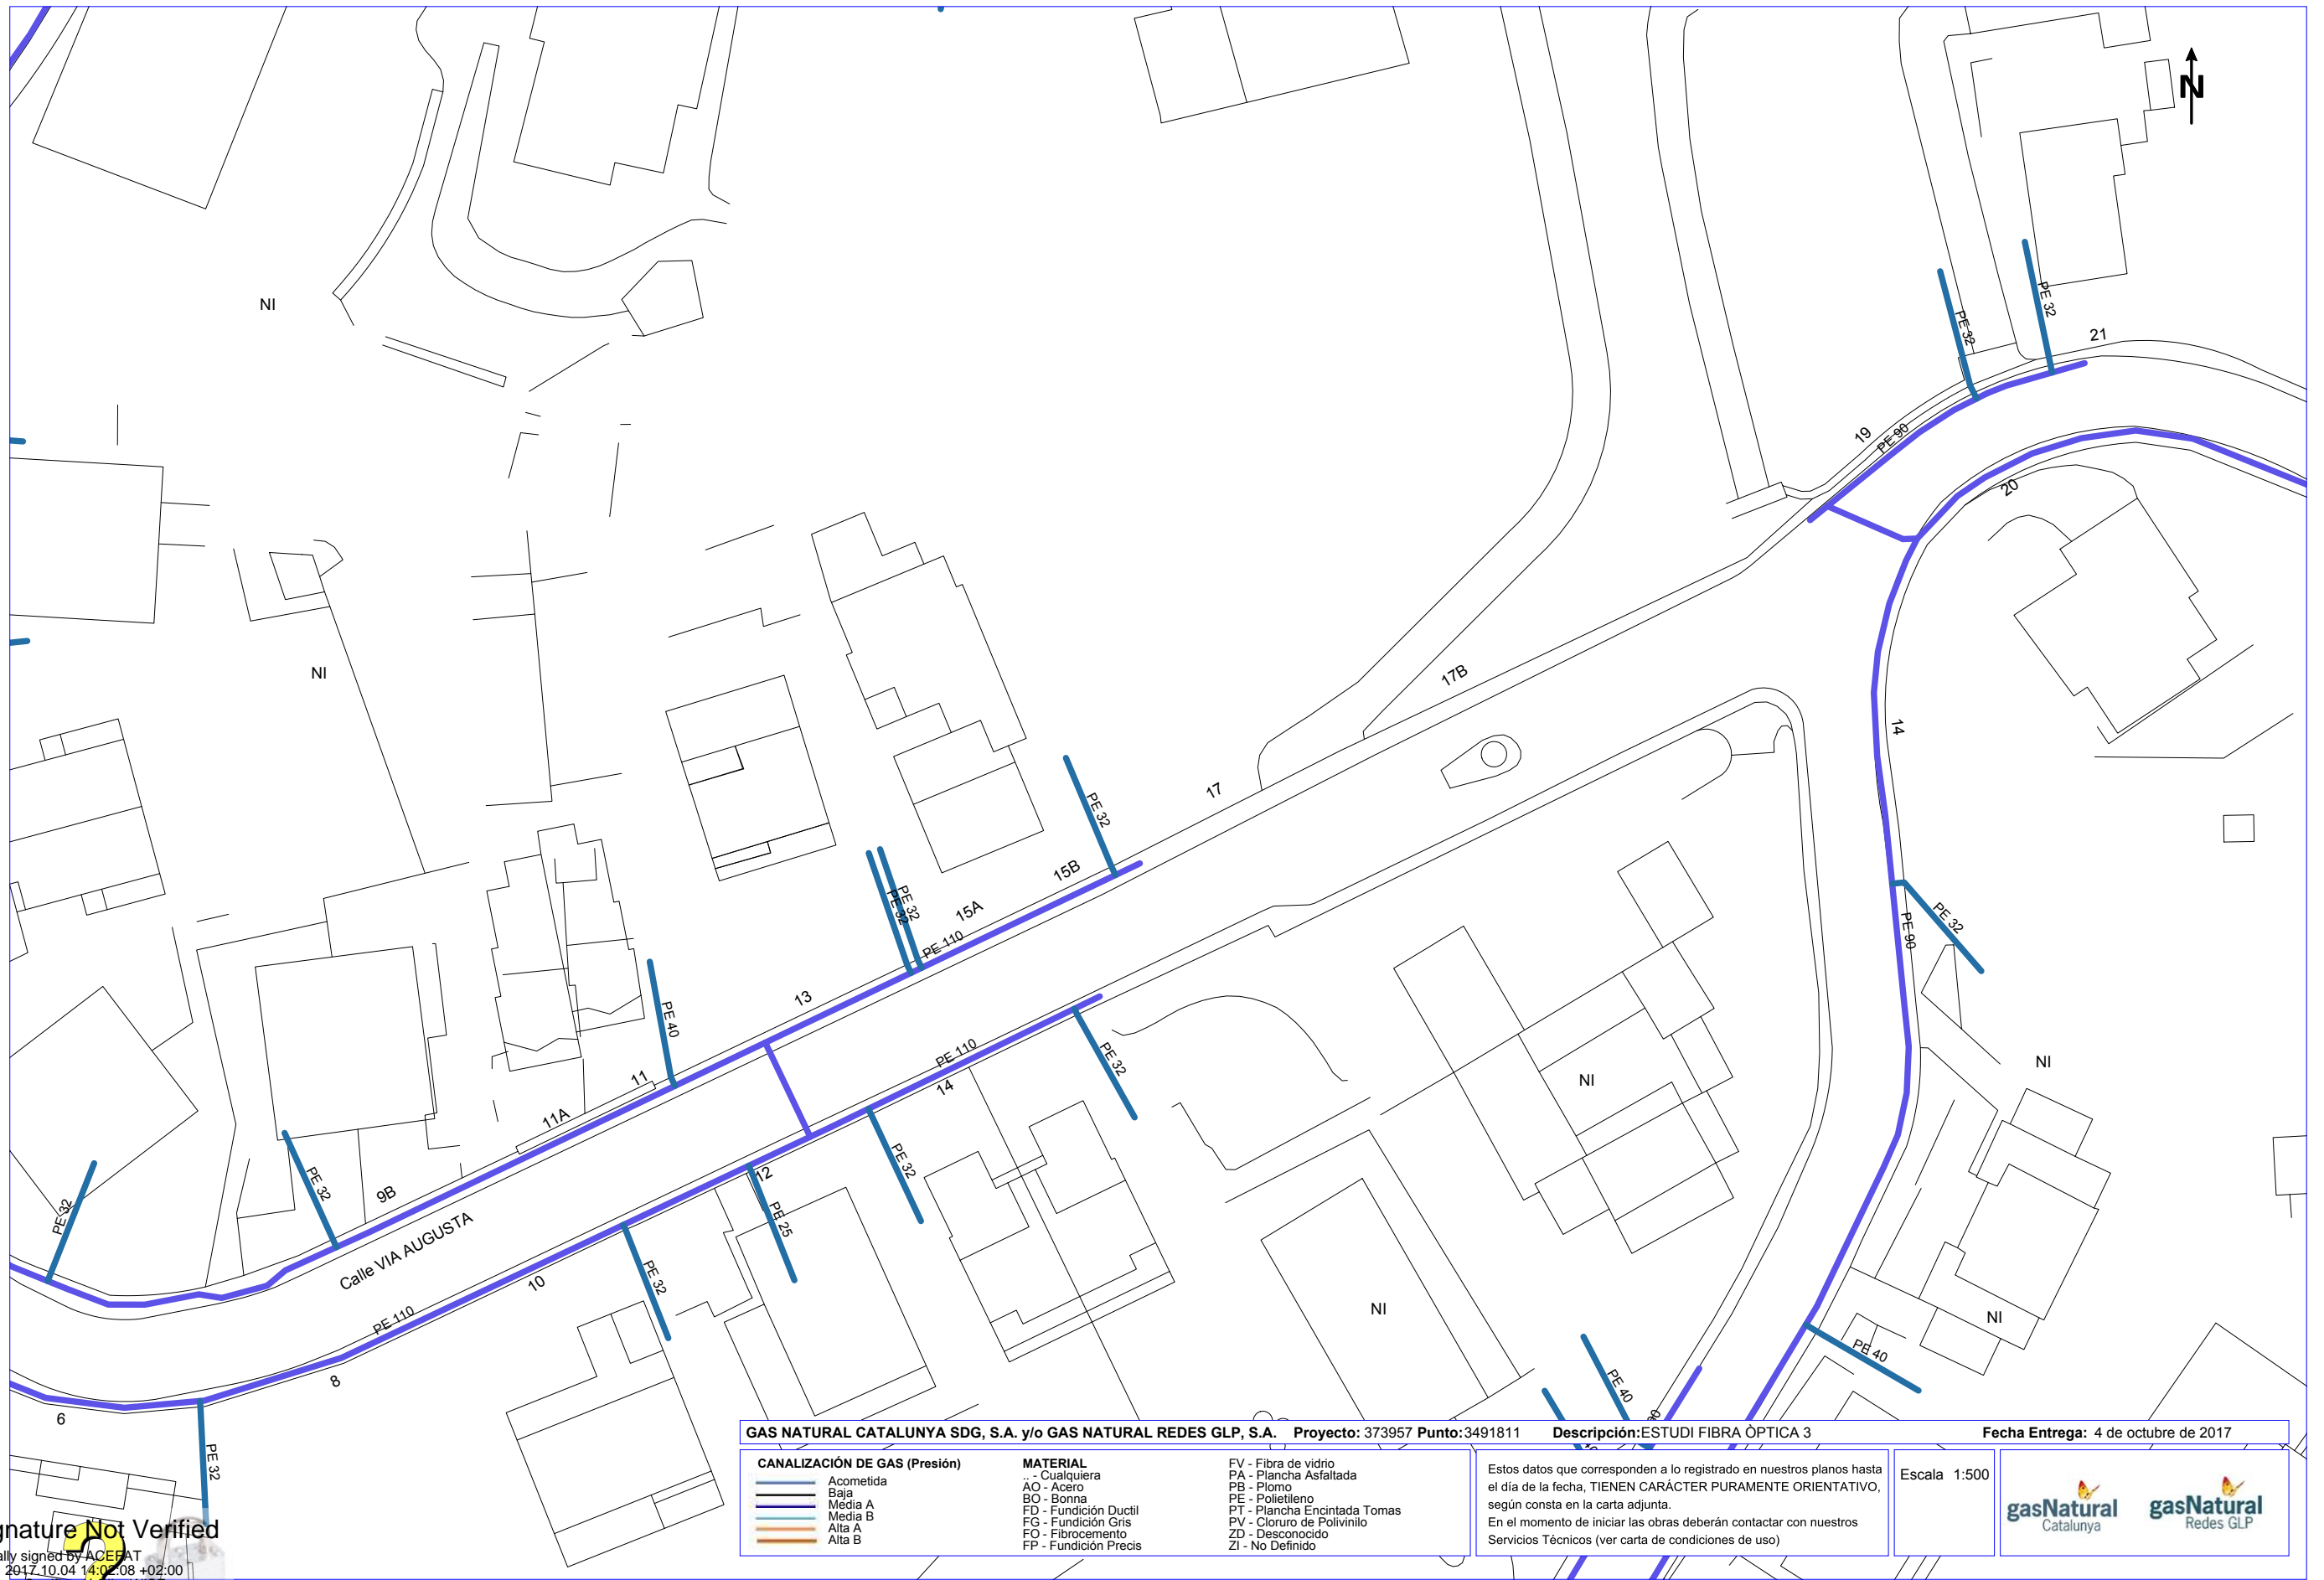 N
NI
PE 32
PE 32
21
19
PE 90
20
NI
17B
14
17
PE 32
15B
PE 32
PE 32
15A
PE 110
PE 32
PE 90
13
PE 40
11
11A
PE 110
14
PE 32
NI
NI
PE 32
12
PE 25
PE 32
9B
PE 32
Calle VIA AUGUSTA
10
PE 32
PE 110
NI
NI
8
PE 40
PE 40
6
PE 32
GAS NATURAL CATALUNYA SDG, S.A. y/o GAS NATURAL REDES GLP, S.A. Proyecto: 373957 Punto:3491811 Descripción:ESTUDI FIBRA ÒPTICA 3 Fecha Entrega: 4 de octubre de 2017
CANALIZACIÓN DE GAS (Presión)
Acometida
Baja
Media A
Media B
Alta A
Alta B
MATERIAL
.. - Cualquiera
AO - Acero
BO - Bonna
FD - Fundición Ductil
FG - Fundición Gris
FO - Fibrocemento
FP - Fundición Precis
FV - Fibra de vidrio
PA - Plancha Asfaltada
PB - Plomo
PE - Polietileno
PT - Plancha Encintada Tomas
PV - Cloruro de Polivinilo
ZD - Desconocido
ZI - No Definido
Estos datos que corresponden a lo registrado en nuestros planos hasta
el día de la fecha, TIENEN CARÁCTER PURAMENTE ORIENTATIVO,
según consta en la carta adjunta.
En el momento de iniciar las obras deberán contactar con nuestros
Servicios Técnicos (ver carta de condiciones de uso)
Escala 1:500
gasNatural
Catalunya
gasNatural
Redes GLP
gnature Not Verified
ally signed by ACEFAT
2017.10.04 14:02:08 +02:00